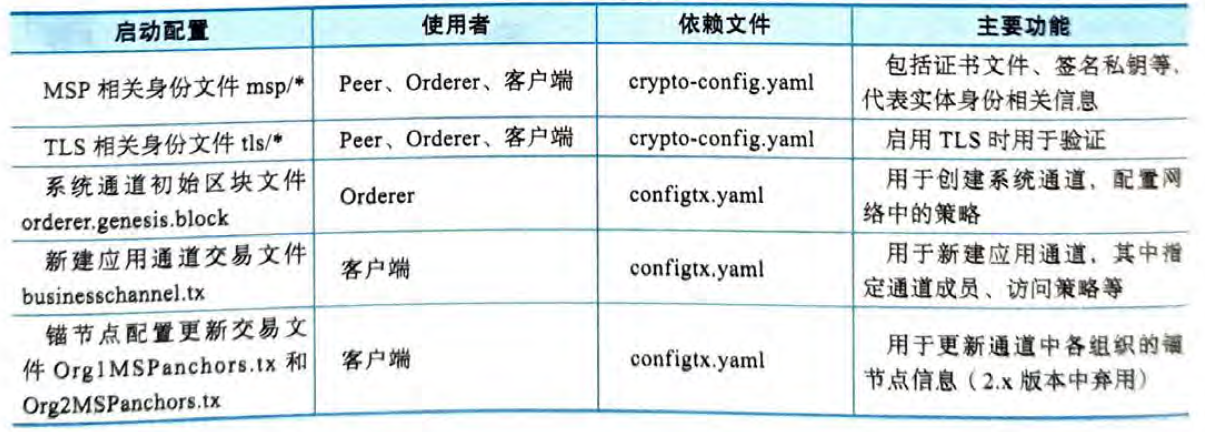 启动配置 使用者 依赖文件 主要功能
MSP 相关身份文件 msp/* Peer、Orderer、客户端 crypto-config.yaml 包括证书文件、签名私钥等，
代表实体身份相关信息
TLS 相关身份文件 tls/* Peer、Orderer、客户端 crypto-config.yaml 启用 TLS 时用于验证
系统通道初始区块文件 Orderer configtx.yaml 用于创建系统通道，配置网
orderer.genesis.block 络中的策略
新建应用通道交易文件 客户端 configtx.yaml 用于新建应用通道，其中指
businesschannel.tx 定通道成员、访问策略等
锚节点配置更新交易文 客户端 configtx.yaml 用于更新通道中各组织的锚
件 Org1MSPanchors.tx 和 节点信息（2.x 版本中弃用）
Org2MSPanchors.tx